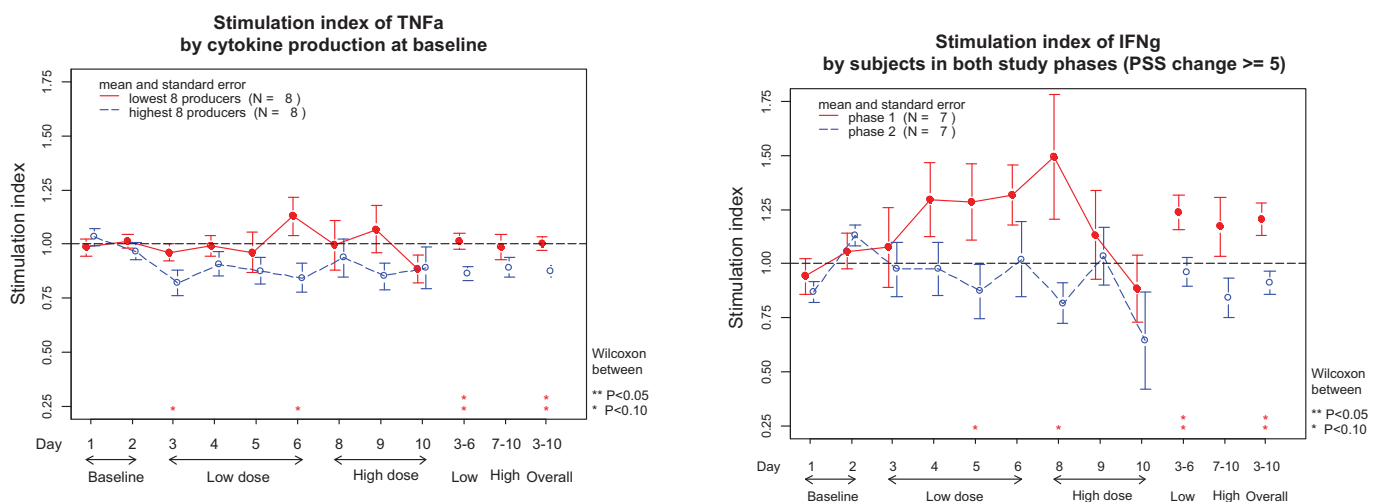 Stimulation index of TNFa
by cytokine production at baseline
mean and standard error
lowest 8 producers (N = 8 )
highest 8 producers (N = 8 )
Stimulation index
1.75
1.50
1.25
1.00
0.75
0.50
0.25
Wilcoxon
between
** P<0.05
* P<0.10
*
*
*
*
*
*
Day 1 2 3 4 5 6 8 9 10 3-6 7-10 3-10
Baseline Low dose High dose Low High Overall
Stimulation index of IFNg
by subjects in both study phases (PSS change >= 5)
mean and standard error
phase 1 (N = 7 )
phase 2 (N = 7 )
Stimulation index
1.75
1.50
1.25
1.00
0.75
0.50
0.25
Wilcoxon
between
** P<0.05
* P<0.10
*
*
*
*
*
*
Day 1 2 3 4 5 6 8 9 10 3-6 7-10 3-10
Baseline Low dose High dose Low High Overall